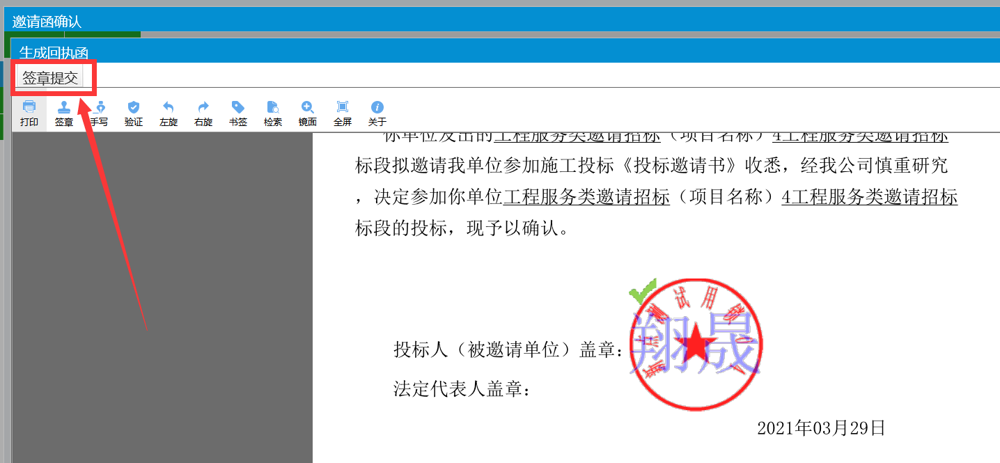 邀请函确认
生成回执函
签章提交
打印 签章 手写 验证 左旋 右旋 书签 检索 镜面 全屏 关于
你单位发出的工程服务类邀请招标（项目名称）4工程服务类邀请招标
标段拟邀请我单位参加施工投标《投标邀请书》收悉，经我公司慎重研究
，决定参加你单位工程服务类邀请招标（项目名称）4工程服务类邀请招标
标段的投标，现予以确认。
测试用锁
翔晟
投标人（被邀请单位）盖章：
法定代表人盖章：
2021年03月29日